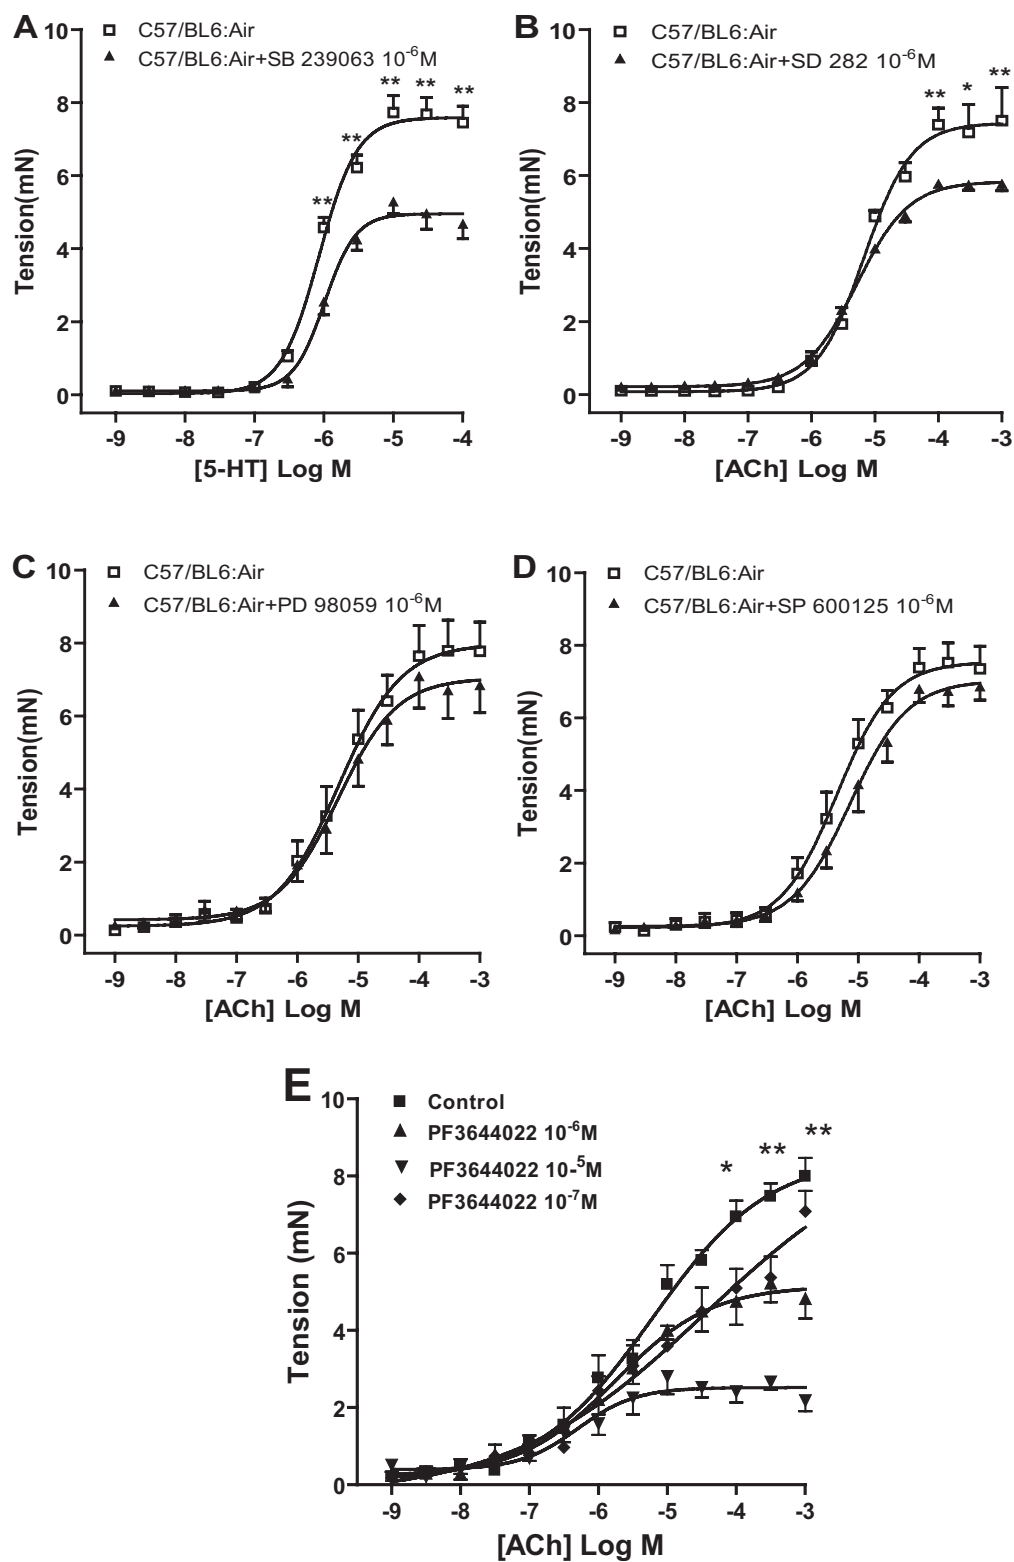 A
C57/BL6:Air
C57/BL6:Air+SB 239063 10⁻⁶M
10
8
6
4
2
0
Tension(mN)
** ** **
**
**
-9 -8 -7 -6 -5 -4
[5-HT] Log M
B
C57/BL6:Air
C57/BL6:Air+SD 282 10⁻⁶M
10
8
6
4
2
0
Tension(mN)
** * **
-9 -8 -7 -6 -5 -4 -3
[ACh] Log M
C
C57/BL6:Air
C57/BL6:Air+PD 98059 10⁻⁶M
10
8
6
4
2
0
Tension(mN)
-9 -8 -7 -6 -5 -4 -3
[ACh] Log M
D
C57/BL6:Air
C57/BL6:Air+SP 600125 10⁻⁶M
10
8
6
4
2
0
Tension(mN)
-9 -8 -7 -6 -5 -4 -3
[ACh] Log M
E
Control
PF3644022 10⁻⁶M
PF3644022 10-⁵M
PF3644022 10⁻⁷M
10
8
6
4
2
0
Tension (mN)
* ** **
-9 -8 -7 -6 -5 -4 -3
[ACh] Log M